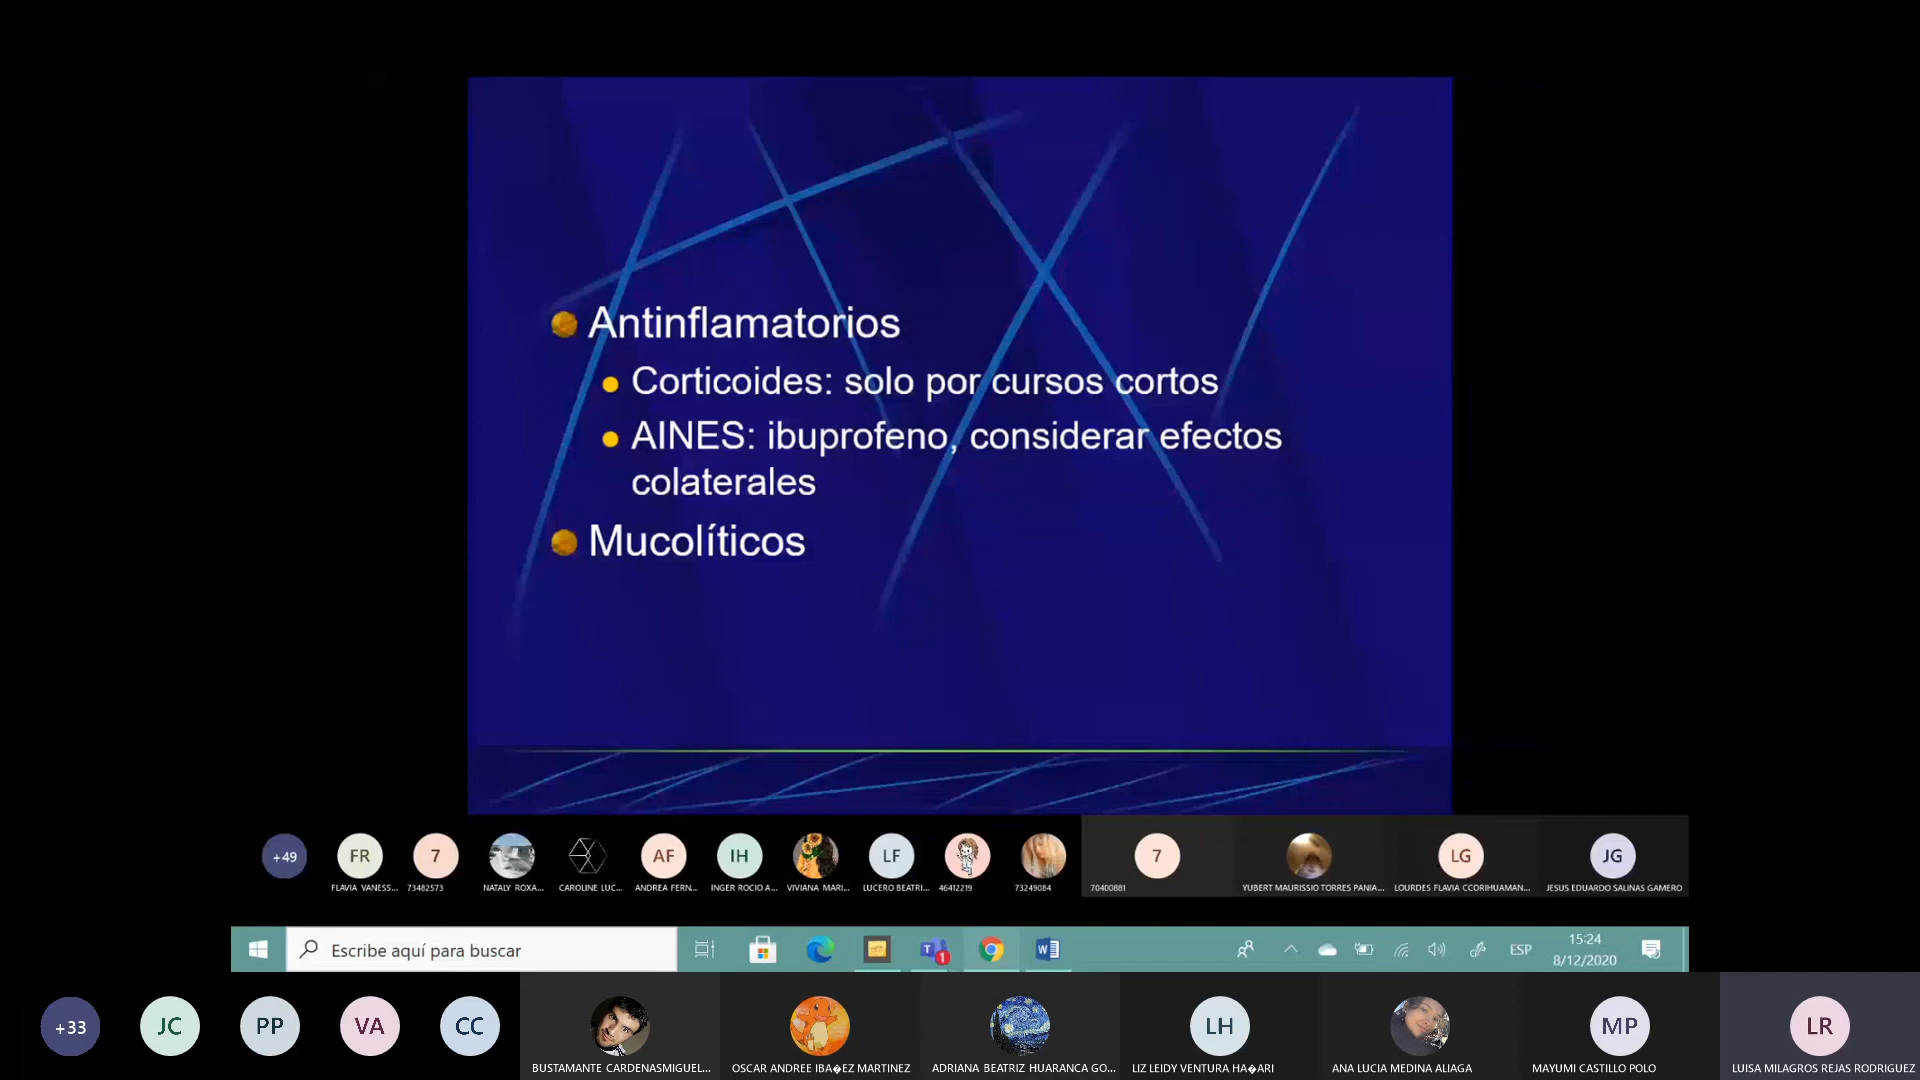 Antinflamatorios
Corticoides: solo por cursos cortos
AINES: ibuprofeno, considerar efectos
colaterales
Mucolíticos
+49
FR
7
AF
IH
LF
7
LG
JG
FLAVIA VANESS...
73482573
NATALY ROXA...
CAROLINE LUC...
ANDREA FERN...
INGER ROCIO A...
VIVIANA MARI...
LUCERO BEATRI...
46412219
73249084
70400881
YUBERT MAURISSIO TORRES PANIA...
LOURDES FLAVIA CCORIHUAMAN...
JESUS EDUARDO SALINAS GAMERO
Escribe aquí para buscar
1
ESP
15:24
8/12/2020
+33
JC
PP
VA
CC
LH
MP
LR
BUSTAMANTE CARDENASMIGUEL...
OSCAR ANDREE IBA�EZ MARTINEZ
ADRIANA BEATRIZ HUARANCA GO...
LIZ LEIDY VENTURA HA�ARI
ANA LUCIA MEDINA ALIAGA
MAYUMI CASTILLO POLO
LUISA MILAGROS REJAS RODRIGUEZ